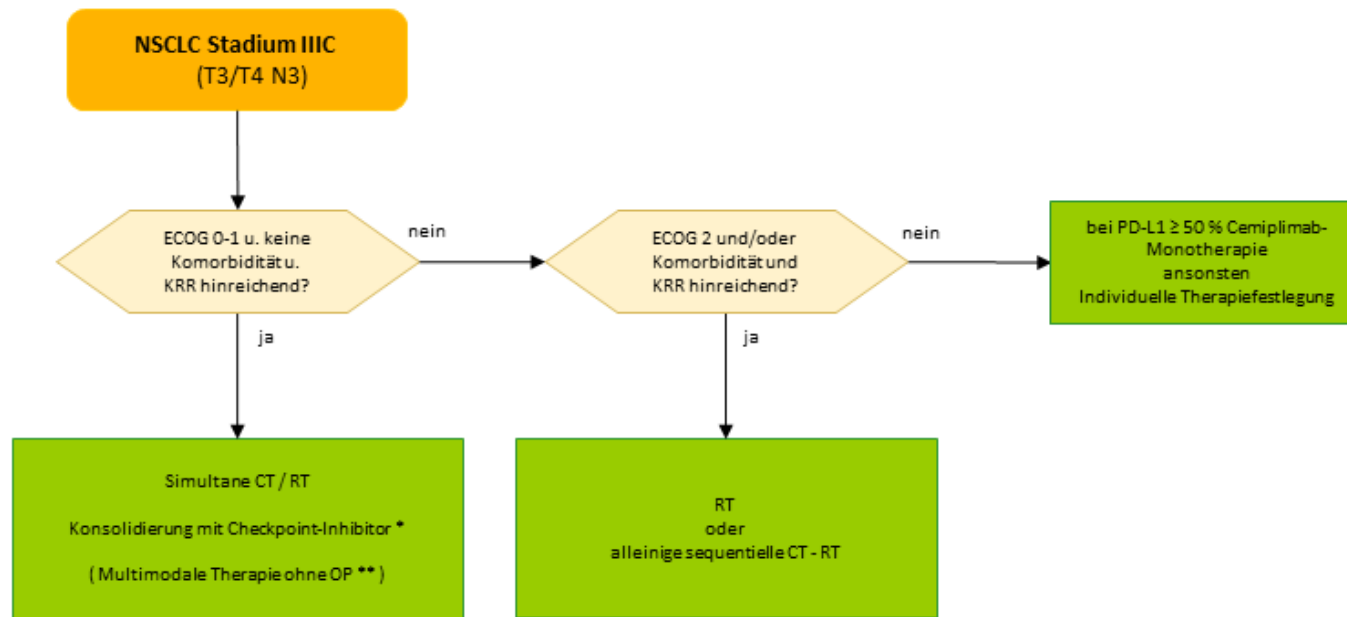 NSCLC Stadium IIIC
(T3/T4 N3)
ECOG 0-1 u. keine
Komorbidität u.
KRR hinreichend?
nein
ECOG 2 und/oder
Komorbidität und
KRR hinreichend?
nein
bei PD-L1 ≥ 50 % Cemiplimab-
Monotherapie
ansonsten
Individuelle Therapiefestlegung
ja
ja
Simultane CT / RT
Konsolidierung mit Checkpoint-Inhibitor *
( Multimodale Therapie ohne OP ** )
RT
oder
alleinige sequentielle CT - RT